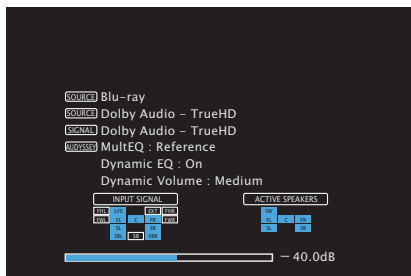 SOURCE Blu-ray
SOURCE Dolby Audio – TrueHD
SIGNAL Dolby Audio – TrueHD
AUDYSSEY MultEQ : Reference
Dynamic EQ : On
Dynamic Volume : Medium
INPUT SIGNAL ACTIVE SPEAKERS
FHL LFE EXT FHR SW
FWL FL C FR FWR FL C FR
SL SR SL SR
SBL SB SBR
– 40.0dB